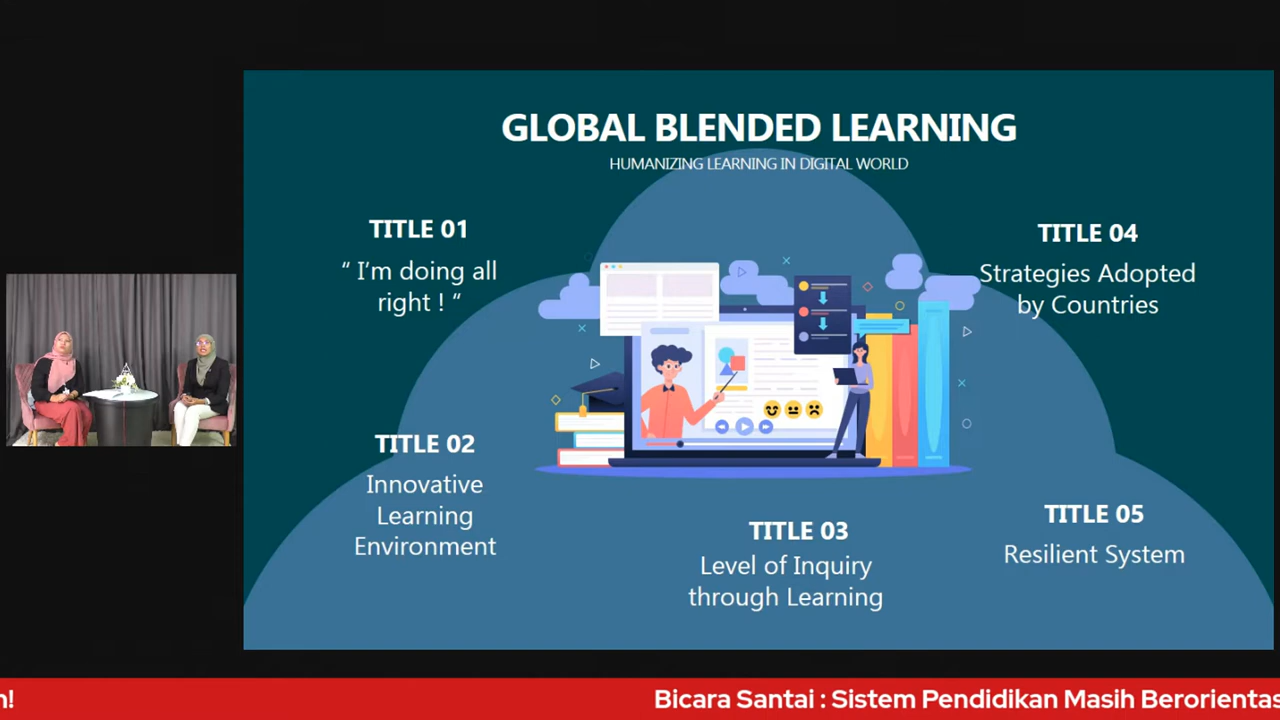 GLOBAL BLENDED LEARNING
HUMANIZING LEARNING IN DIGITAL WORLD
TITLE 01
“ I’m doing all
right ! “
TITLE 02
Innovative
Learning
Environment
TITLE 03
Level of Inquiry
through Learning
TITLE 04
Strategies Adopted
by Countries
TITLE 05
Resilient System
Bicara Santai : Sistem Pendidikan Masih